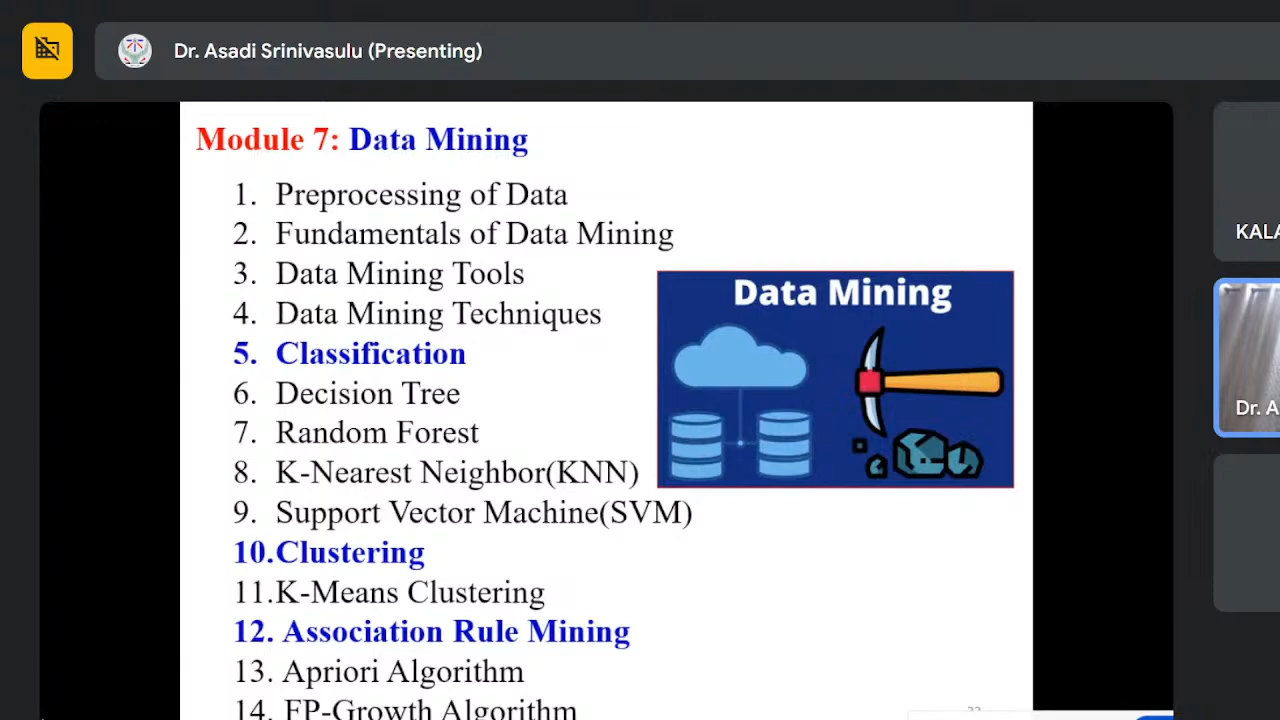 Dr. Asadi Srinivasulu (Presenting)
Module 7: Data Mining
1. Preprocessing of Data
2. Fundamentals of Data Mining
3. Data Mining Tools
4. Data Mining Techniques
5. Classification
6. Decision Tree
7. Random Forest
8. K-Nearest Neighbor(KNN)
9. Support Vector Machine(SVM)
10.Clustering
11.K-Means Clustering
12. Association Rule Mining
13. Apriori Algorithm
14. FP-Growth Algorithm
Data Mining
KALA
Dr. A